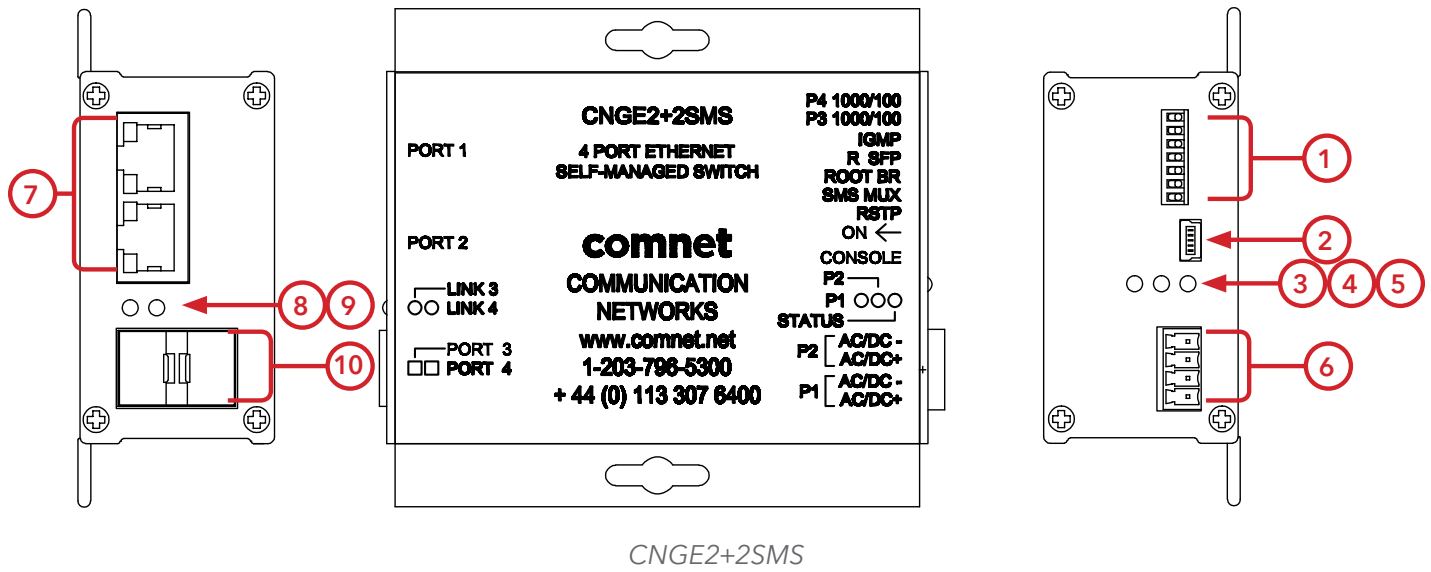 7
8
9
10
PORT 1
PORT 2
LINK 3
LINK 4
PORT 3
PORT 4
CNGE2+2SMS
4 PORT ETHERNET
SELF-MANAGED SWITCH
comnet
COMMUNICATION
NETWORKS
www.comnet.net
1-203-796-5300
+ 44 (0) 113 307 6400
P4 1000/100
P3 1000/100
IGMP
R SFP
ROOT BR
SMS MUX
RSTP
ON ←
CONSOLE
P2
P1
STATUS
P2 AC/DC -
AC/DC+
P1 AC/DC -
AC/DC+
+
1
2
3
4
5
6
CNGE2+2SMS